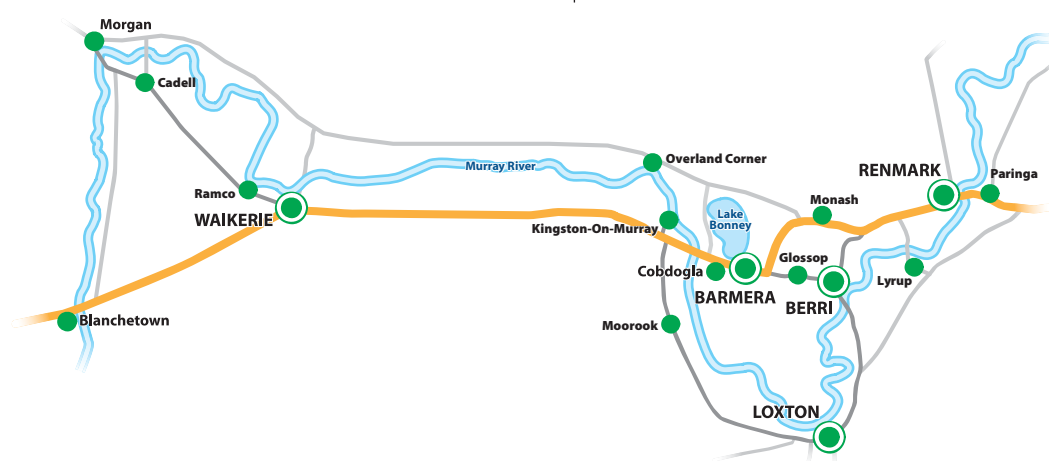 Morgan
Cadell
Murray River
Overland Corner
RENMARK
Paringa
Ramco
WAIKERIE
Monash
Lake
Bonney
Kingston-On-Murray
Glossop
Cobdogla
Lyrup
BARMERA
BERRI
Blanchetown
Moorook
LOXTON